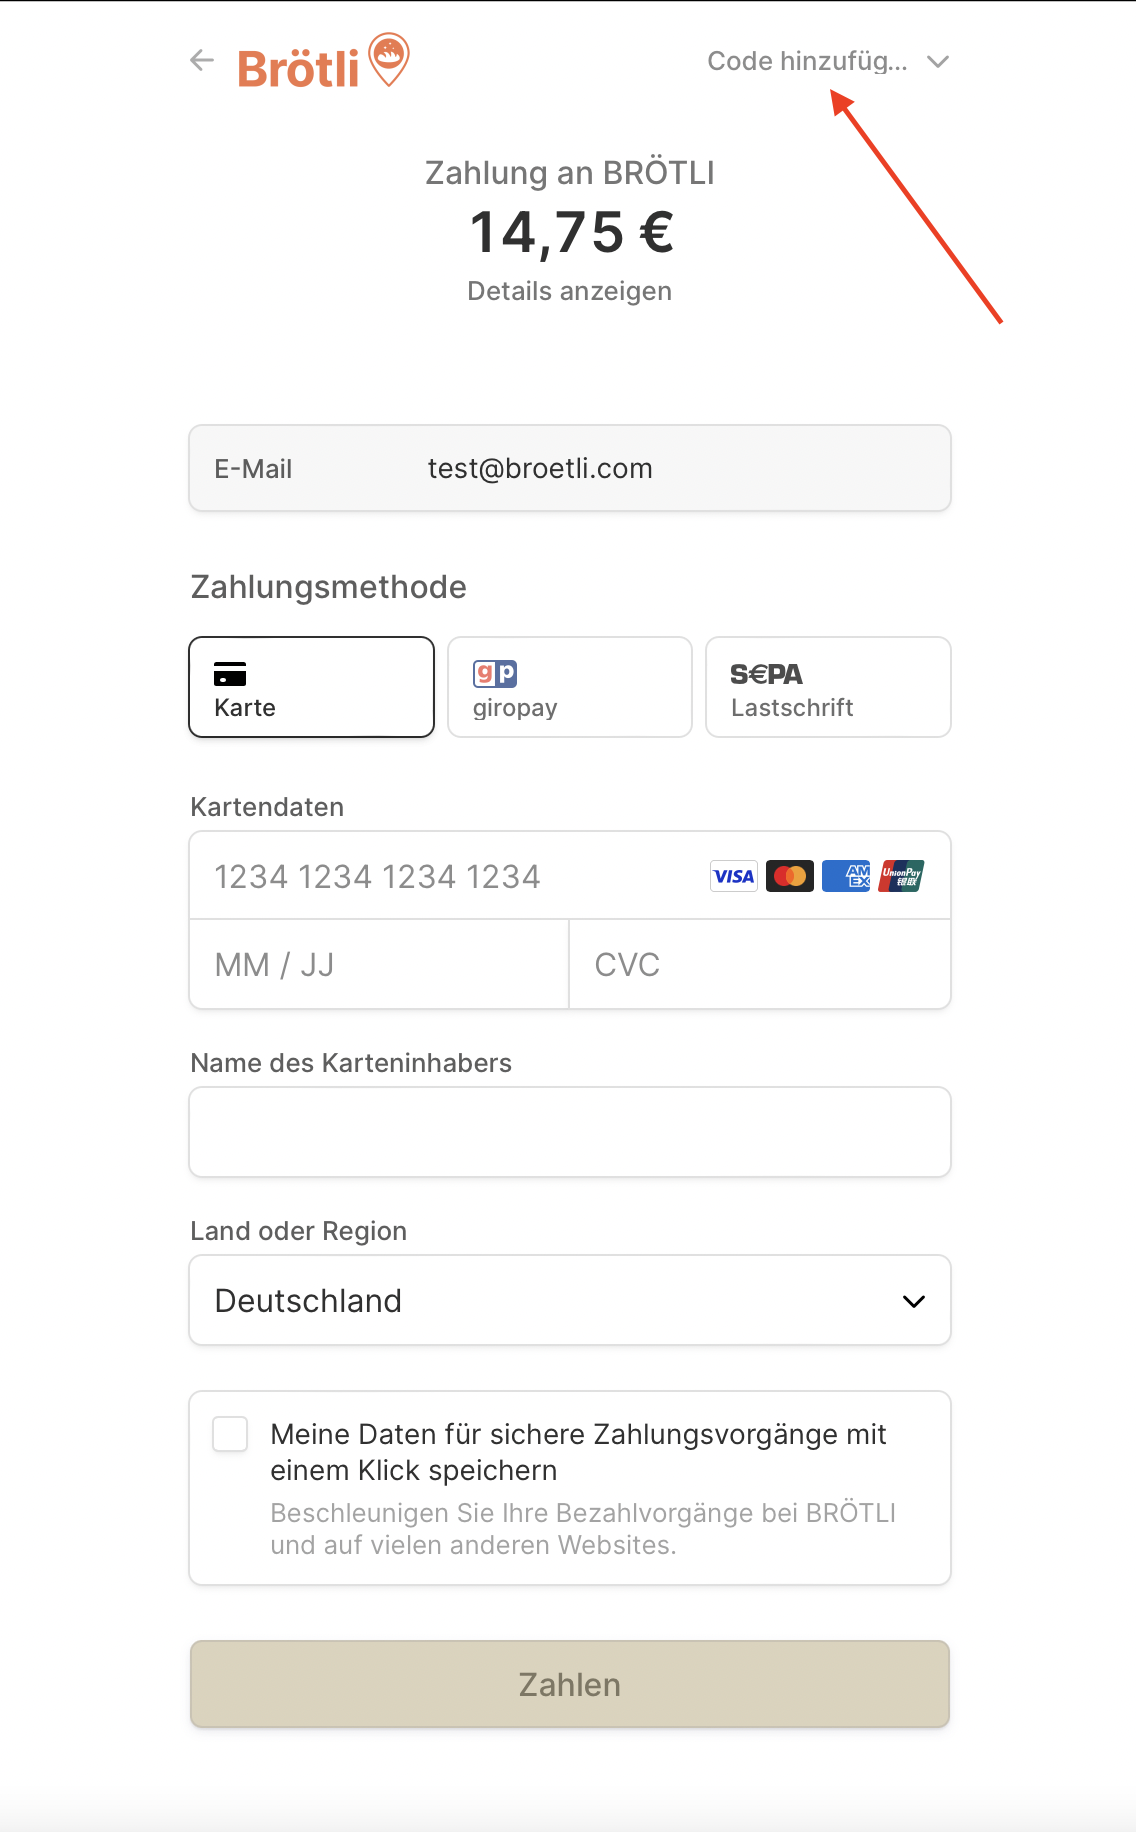 Brötli
Code hinzufüg...
Zahlung an BRÖTLI
14,75 €
Details anzeigen
E-Mail test@broetli.com
Zahlungsmethode
Karte
gp
giropay
S€PA
Lastschrift
Kartendaten
1234 1234 1234 1234 VISA AMEX UnionPay 银联
MM / JJ CVC
Name des Karteninhabers
Land oder Region
Deutschland
Meine Daten für sichere Zahlungsvorgänge mit
einem Klick speichern
Beschleunigen Sie Ihre Bezahlvorgänge bei BRÖTLI
und auf vielen anderen Websites.
Zahlen